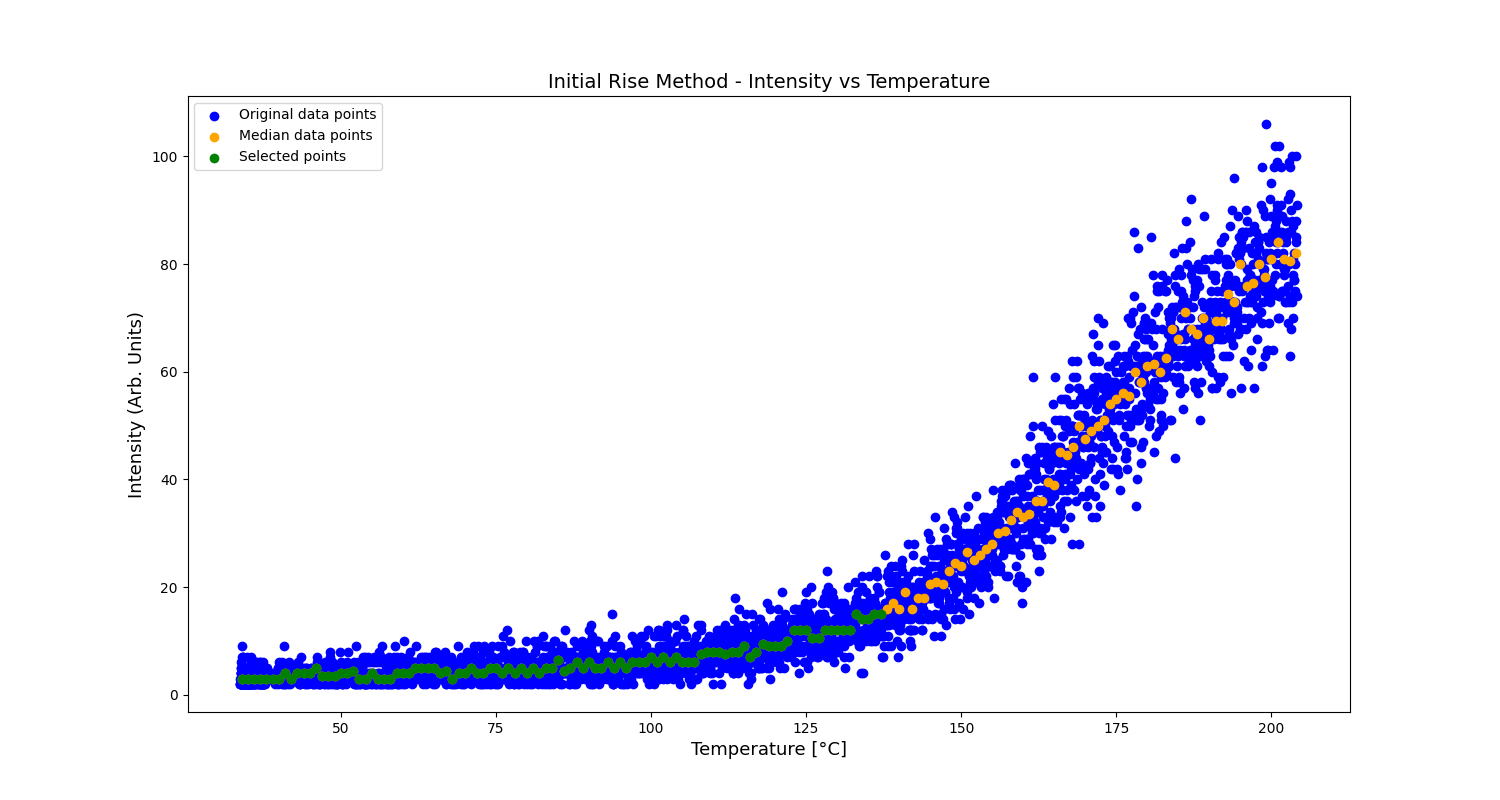 Initial Rise Method - Intensity vs Temperature
Original data points
Median data points
Selected points
100
80
60
40
20
0
Intensity (Arb. Units)
50
75
100
125
150
175
200
Temperature [°C]